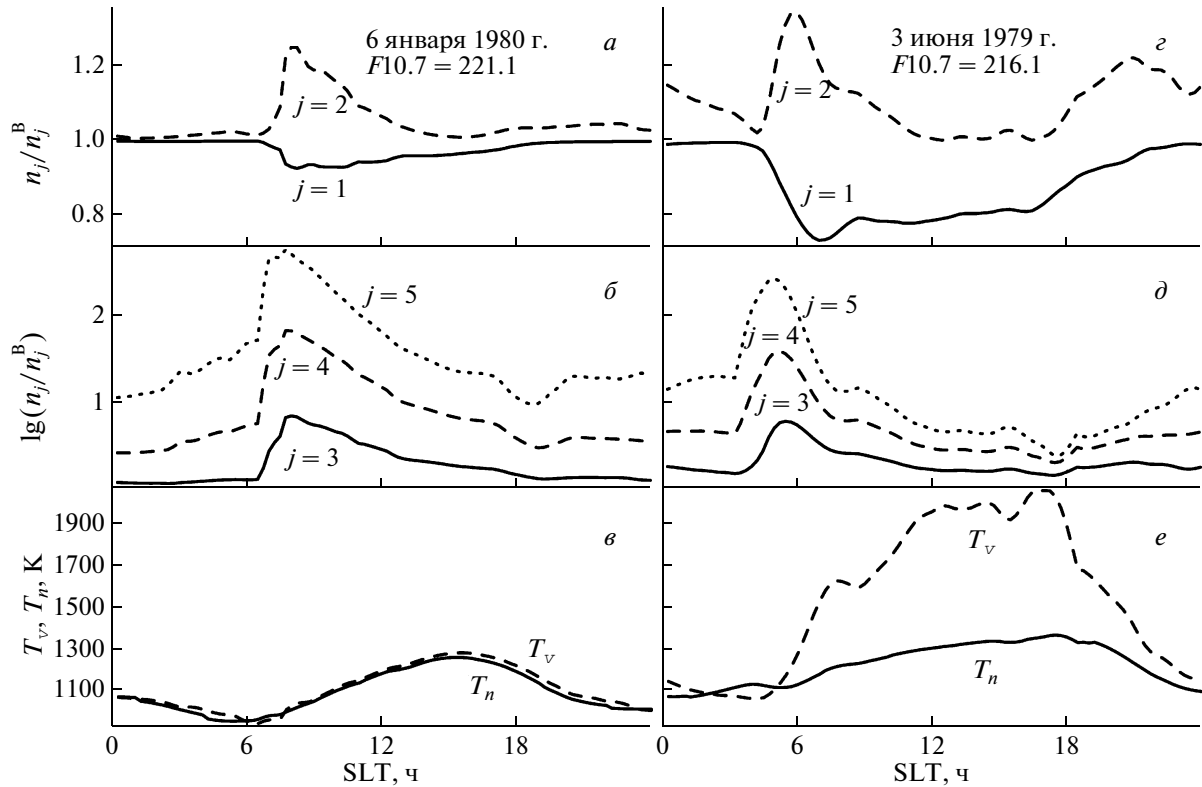 6 января 1980 г.
F10.7 = 221.1
а
1.2
1.0
0.8
n_j/n_j^В
j = 2
j = 1
3 июня 1979 г.
F10.7 = 216.1
г
j = 2
j = 1
б
2
1
lg(n_j/n_j^В)
j = 5
j = 4
j = 3
д
j = 5
j = 4
j = 3
в
1900
1700
1500
1300
1100
T_v, T_n, К
T_v
T_n
е
T_v
T_n
0 6 12 18
SLT, ч
0 6 12 18
SLT, ч